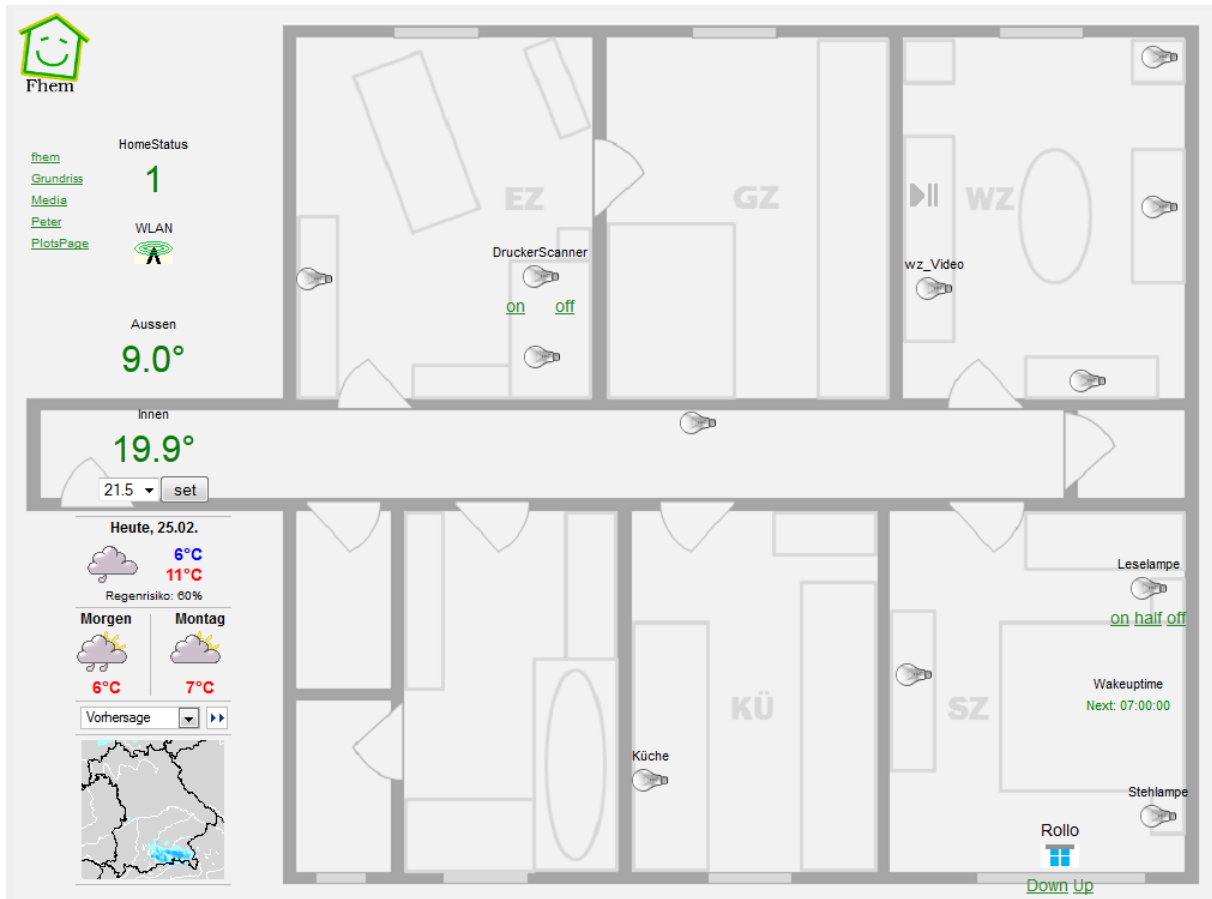 Fhem
fhem
Grundriss
Media
Peter
PlotsPage
HomeStatus
1
WLAN
Aussen
9.0°
Innen
19.9°
21.5 set
Heute, 25.02.
6°C
11°C
Regenrisiko: 60%
Morgen Montag
6°C 7°C
Vorhersage
EZ
DruckerScanner
on off
GZ
WZ
wz_Video
KÜ
Küche
SZ
Leselampe
on half off
Wakeuptime
Next: 07:00:00
Stehlampe
Rollo
Down Up